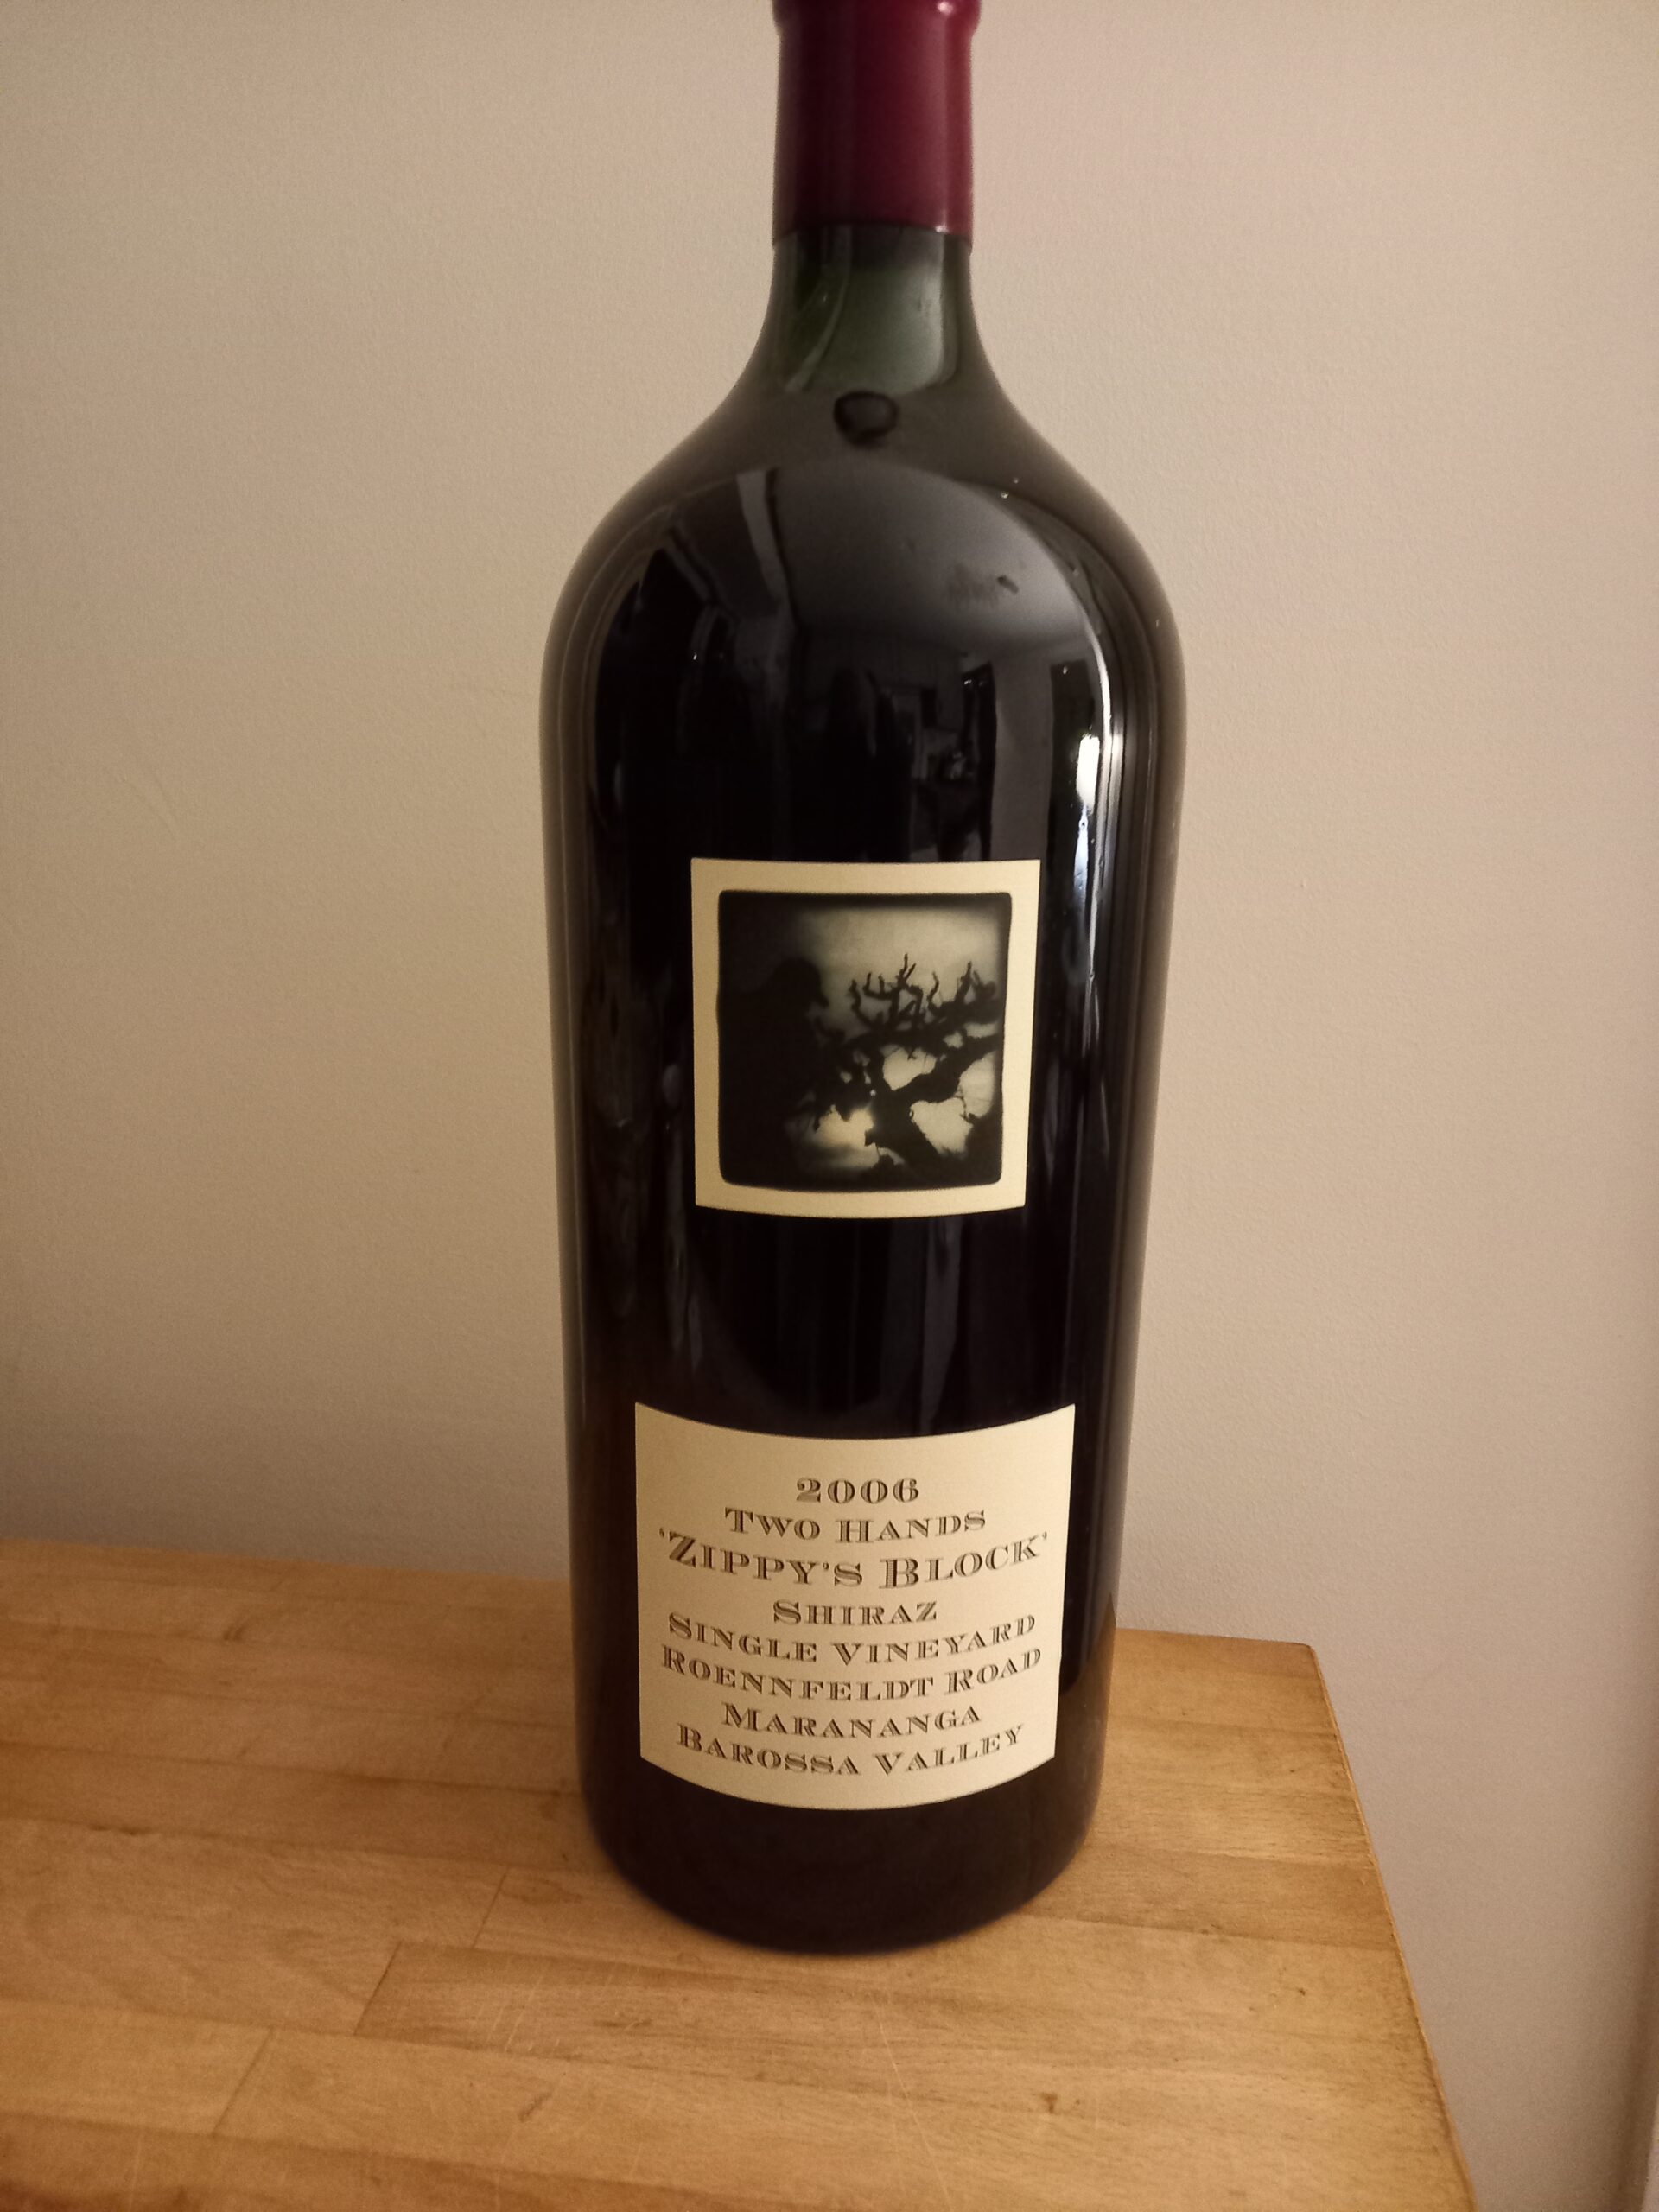 2006
TWO HANDS
'ZIPPY'S BLOCK'
SHIRAZ
SINGLE VINEYARD
ROENNFELDT ROAD
MARANANGA
BAROSSA VALLEY